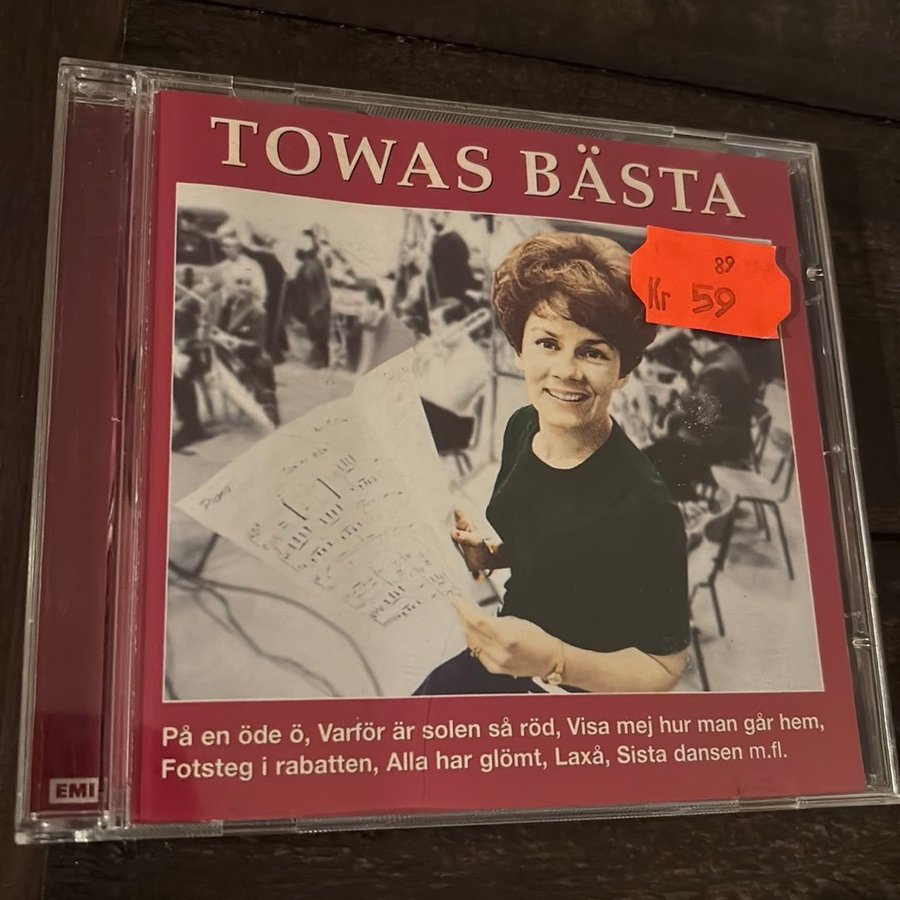 TOWAS BÄSTA
89
Kr 59
Piano
På en öde ö, Varför är solen så röd, Visa mej hur man går hem,
Fotsteg i rabatten, Alla har glömt, Laxå, Sista dansen m.fl.
EMI